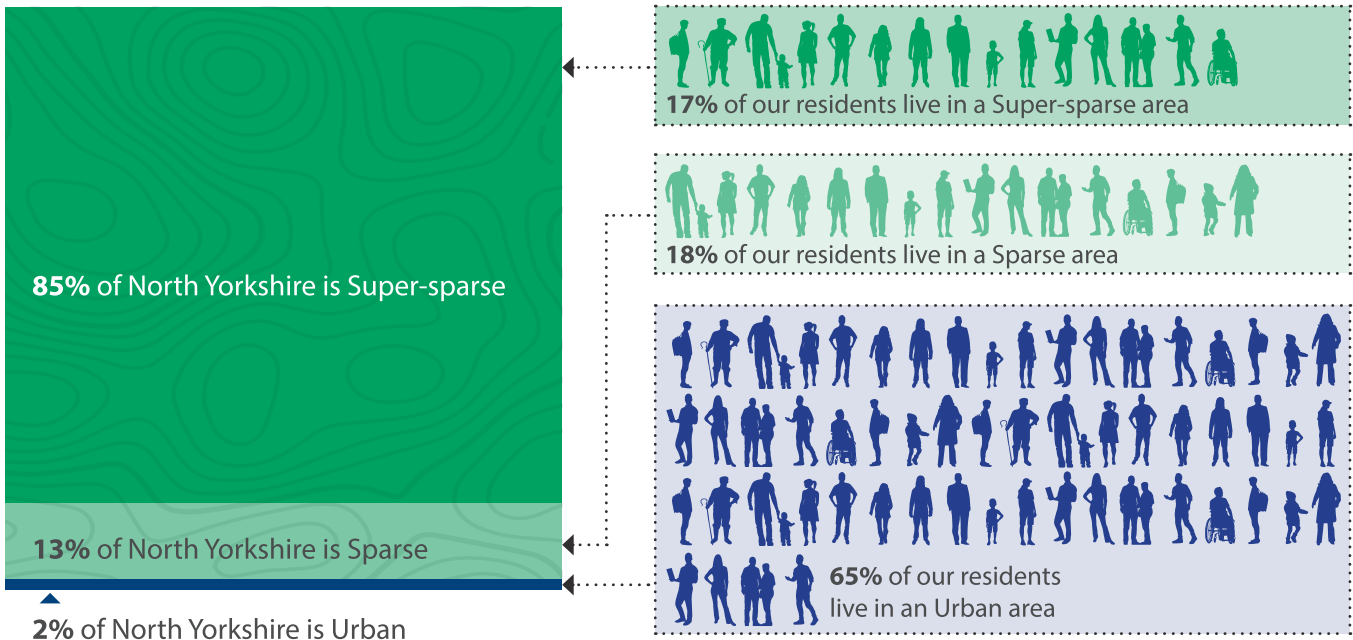 85% of North Yorkshire is Super-sparse
13% of North Yorkshire is Sparse
2% of North Yorkshire is Urban
17% of our residents live in a Super-sparse area
18% of our residents live in a Sparse area
65% of our residents
live in an Urban area